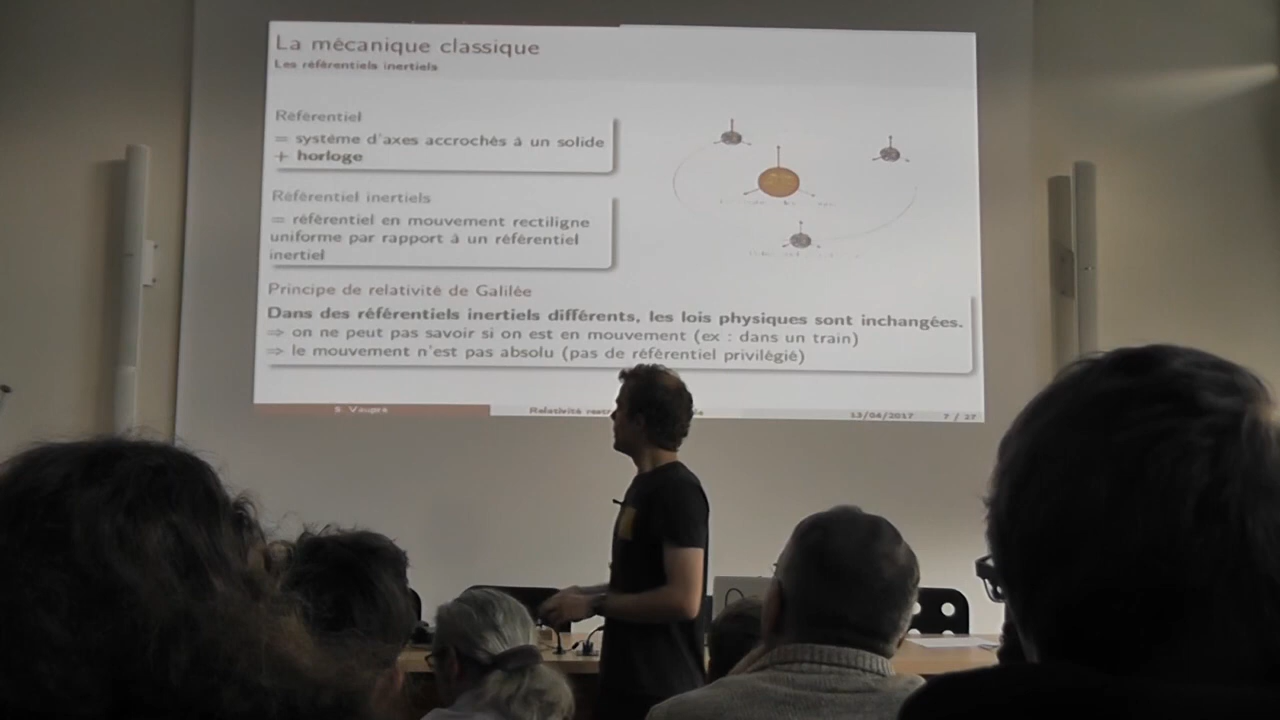 La mécanique classique
Les référentiels inertiels
Référentiel
= système d'axes accrochés à un solide
+ horloge
Référentiel inertiels
= référentiel en mouvement rectiligne
uniforme par rapport à un référentiel
inertiel
Principe de relativité de Galilée
Dans des référentiels inertiels différents, les lois physiques sont inchangées.
⇒ on ne peut pas savoir si on est en mouvement (ex : dans un train)
⇒ le mouvement n'est pas absolu (pas de référentiel privilégié)
S. Vaupre
Relativité
13/04/2017
7 / 27